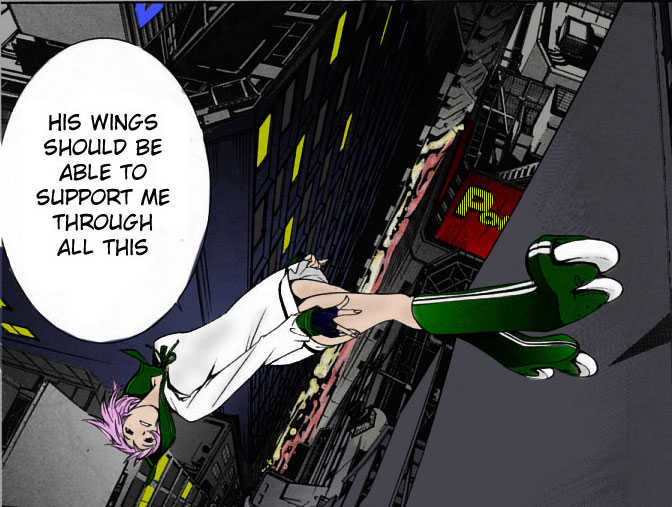 HIS WINGS
SHOULD BE
ABLE TO
SUPPORT ME
THROUGH
ALL THIS